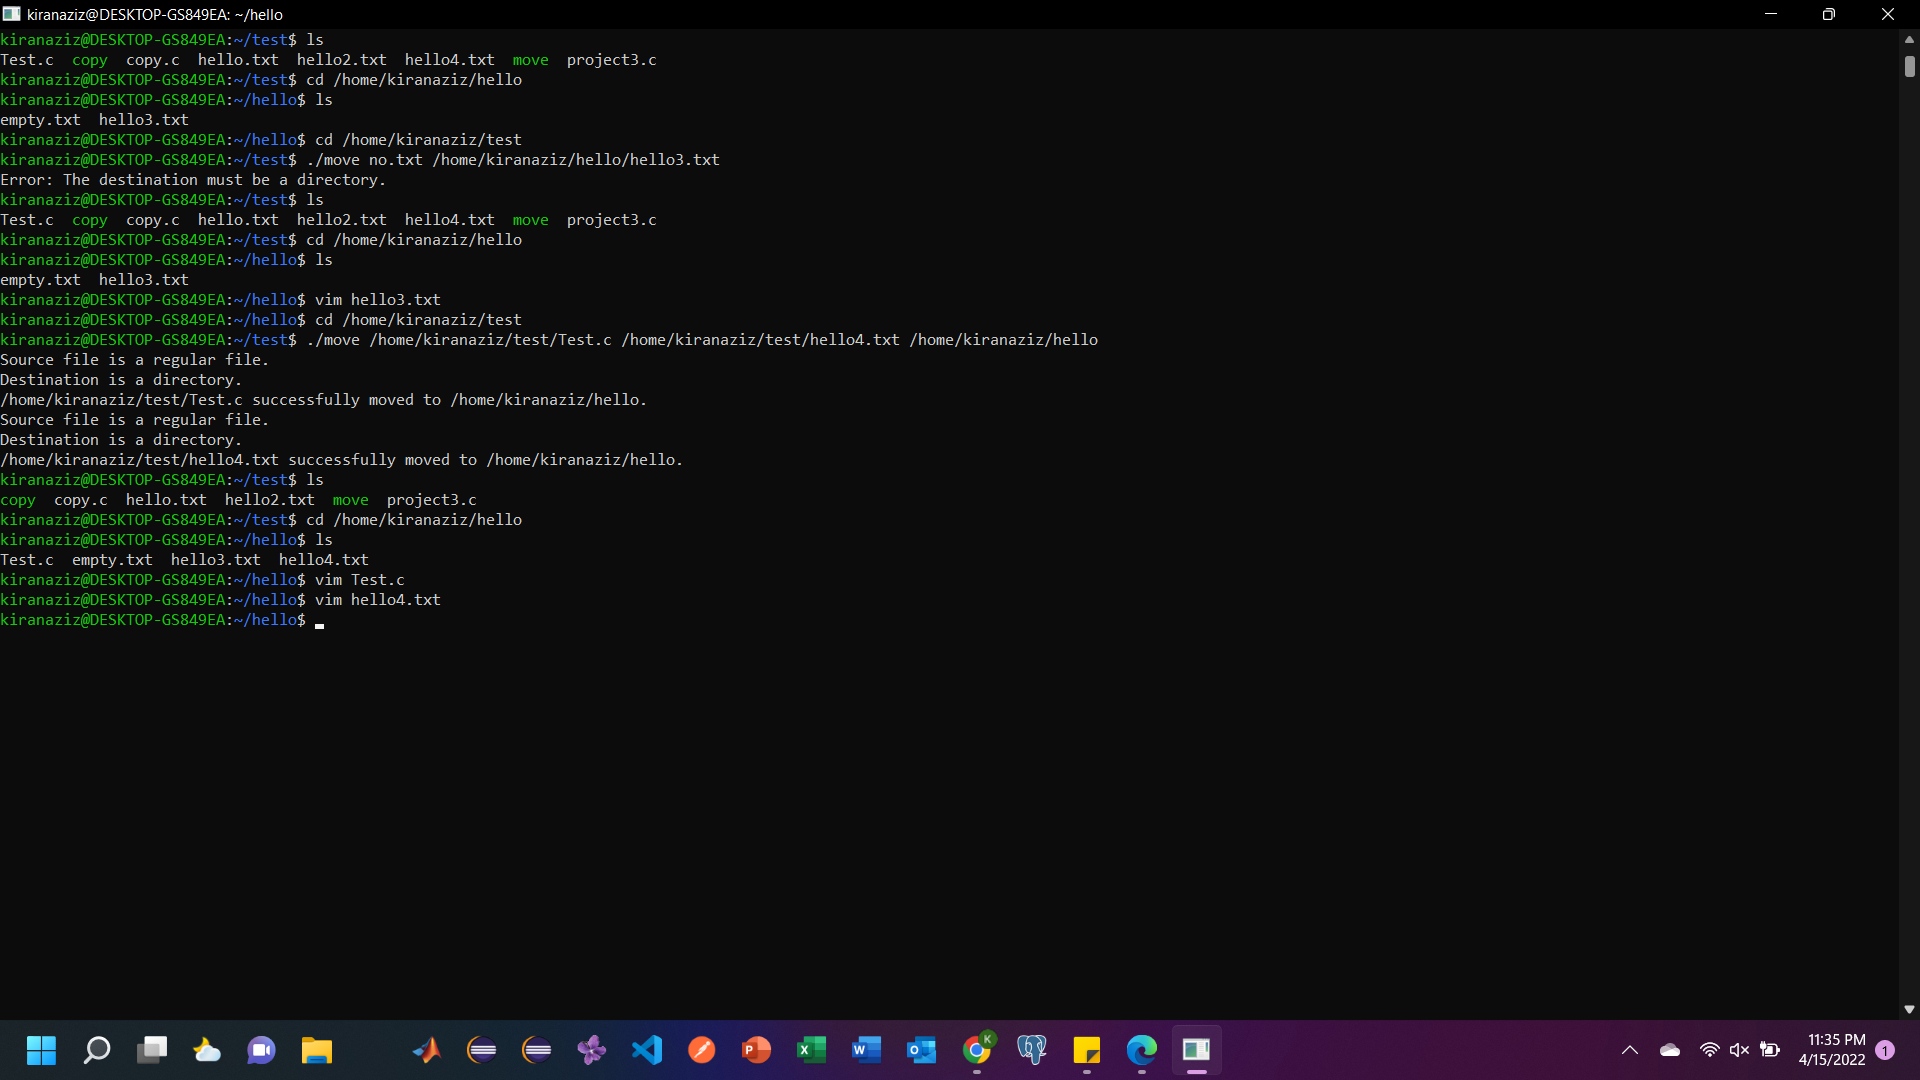 kiranaziz@DESKTOP-GS849EA: ~/hello
kiranaziz@DESKTOP-GS849EA:~/test$ ls
Test.c  copy  copy.c  hello.txt  hello2.txt  hello4.txt  move  project3.c
kiranaziz@DESKTOP-GS849EA:~/test$ cd /home/kiranaziz/hello
kiranaziz@DESKTOP-GS849EA:~/hello$ ls
empty.txt  hello3.txt
kiranaziz@DESKTOP-GS849EA:~/hello$ cd /home/kiranaziz/test
kiranaziz@DESKTOP-GS849EA:~/test$ ./move no.txt /home/kiranaziz/hello/hello3.txt
Error: The destination must be a directory.
kiranaziz@DESKTOP-GS849EA:~/test$ ls
Test.c  copy  copy.c  hello.txt  hello2.txt  hello4.txt  move  project3.c
kiranaziz@DESKTOP-GS849EA:~/test$ cd /home/kiranaziz/hello
kiranaziz@DESKTOP-GS849EA:~/hello$ ls
empty.txt  hello3.txt
kiranaziz@DESKTOP-GS849EA:~/hello$ vim hello3.txt
kiranaziz@DESKTOP-GS849EA:~/hello$ cd /home/kiranaziz/test
kiranaziz@DESKTOP-GS849EA:~/test$ ./move /home/kiranaziz/test/Test.c /home/kiranaziz/test/hello4.txt /home/kiranaziz/hello
Source file is a regular file.
Destination is a directory.
/home/kiranaziz/test/Test.c successfully moved to /home/kiranaziz/hello.
Source file is a regular file.
Destination is a directory.
/home/kiranaziz/test/hello4.txt successfully moved to /home/kiranaziz/hello.
kiranaziz@DESKTOP-GS849EA:~/test$ ls
copy  copy.c  hello.txt  hello2.txt  move  project3.c
kiranaziz@DESKTOP-GS849EA:~/test$ cd /home/kiranaziz/hello
kiranaziz@DESKTOP-GS849EA:~/hello$ ls
Test.c  empty.txt  hello3.txt  hello4.txt
kiranaziz@DESKTOP-GS849EA:~/hello$ vim Test.c
kiranaziz@DESKTOP-GS849EA:~/hello$ vim hello4.txt
kiranaziz@DESKTOP-GS849EA:~/hello$
P X W O K
11:35 PM
4/15/2022
1